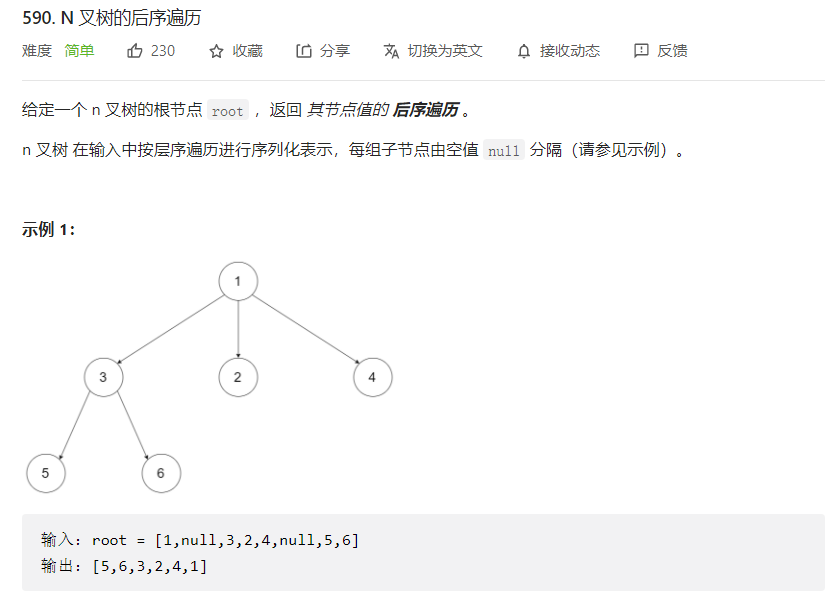 590. N 叉树的后序遍历
难度 简单 230 收藏 分享 切换为英文 接收动态 反馈
给定一个 n 叉树的根节点 root ，返回 其节点值的 后序遍历 。
n 叉树 在输入中按层序遍历进行序列化表示，每组子节点由空值 null 分隔（请参见示例）。
示例 1：
1
3 2 4
5 6
输入：root = [1,null,3,2,4,null,5,6]
输出：[5,6,3,2,4,1]